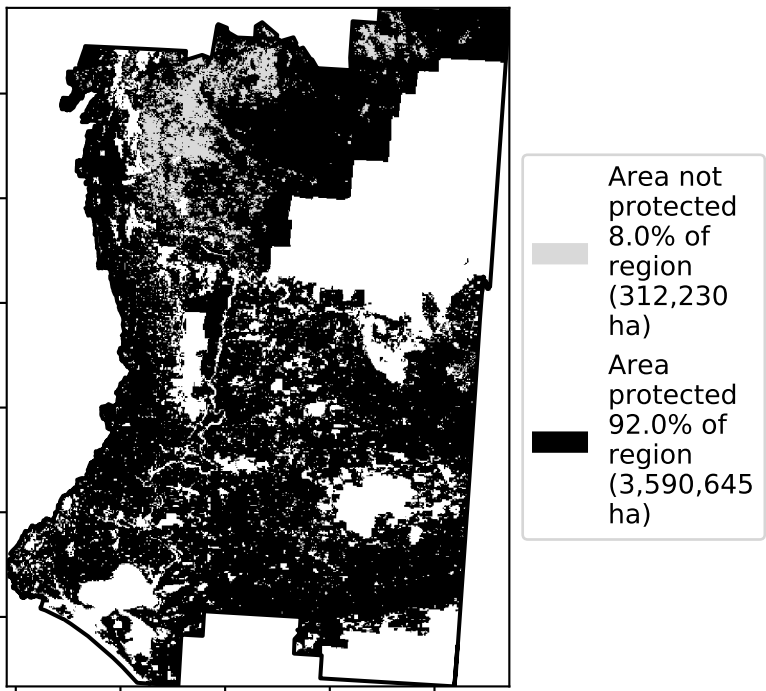 Area not
protected
8.0% of
region
(312,230
ha)
Area
protected
92.0% of
region
(3,590,645
ha)